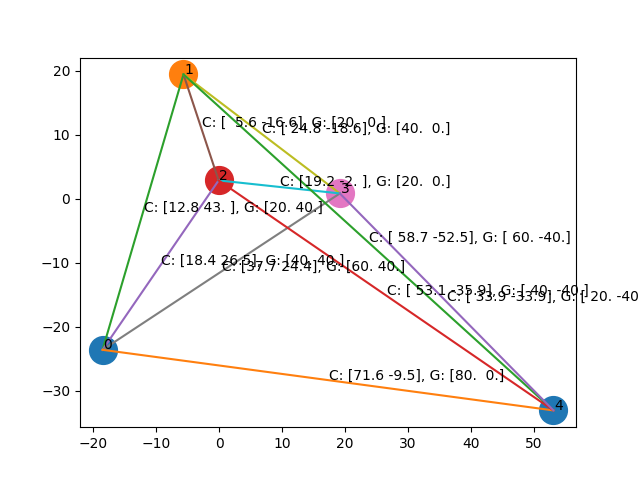 20
10
0
−10
−20
−30
−20
−10
0
10
20
30
40
50
1
2
3
0
4
C: [  5.6 -16.6], G: [20.  0.]
C: [ 24.8 -18.6], G: [40.  0.]
C: [19.2 -2. ], G: [20.  0.]
C: [12.8 43. ], G: [20. 40.]
C: [ 58.7 -52.5], G: [ 60. -40.]
C: [18.4 26.5], G: [40. 40.]
C: [37.7 24.4], G: [60. 40.]
C: [ 53.1 -35.9], G: [ 40. -40.]
C: [ 33.9 -33.9], G: [ 20. -40
C: [71.6 -9.5], G: [80.  0.]